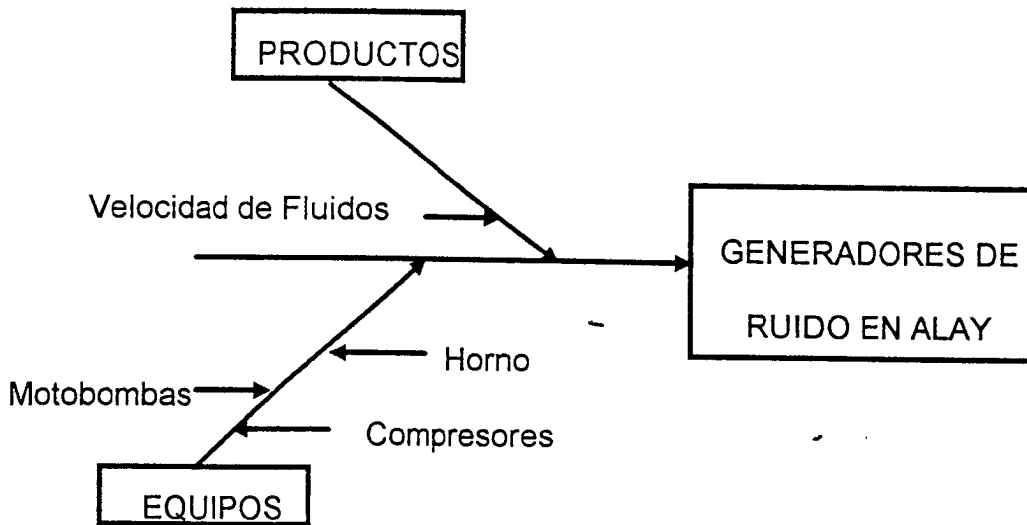 PRODUCTOS
Velocidad de Fluidos
GENERADORES DE
RUIDO EN ALAY
Horno
Motobombas
Compresores
EQUIPOS